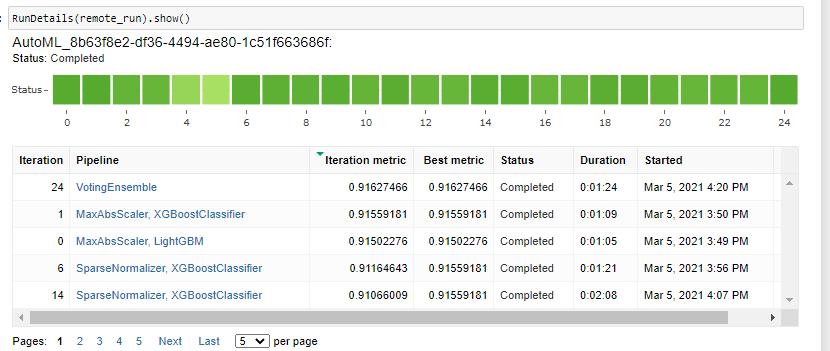 RunDetails(remote_run).show()
AutoML_8b63f8e2-df36-4494-ae80-1c51f663686f:
Status: Completed
Status
0 2 4 6 8 10 12 14 16 18 20 22 24
Iteration Pipeline Iteration metric Best metric Status Duration Started
24 VotingEnsemble 0.91627466 0.91627466 Completed 0:01:24 Mar 5, 2021 4:20 PM
1 MaxAbsScaler, XGBoostClassifier 0.91559181 0.91559181 Completed 0:01:09 Mar 5, 2021 3:50 PM
0 MaxAbsScaler, LightGBM 0.91502276 0.91502276 Completed 0:01:05 Mar 5, 2021 3:49 PM
6 SparseNormalizer, XGBoostClassifier 0.91164643 0.91559181 Completed 0:01:21 Mar 5, 2021 3:56 PM
14 SparseNormalizer, XGBoostClassifier 0.91066009 0.91559181 Completed 0:02:08 Mar 5, 2021 4:07 PM
Pages: 1 2 3 4 5 Next Last 5 per page